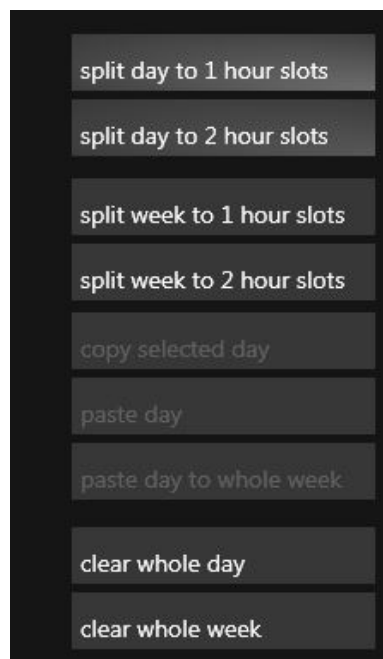 split day to 1 hour slots
split day to 2 hour slots
split week to 1 hour slots
split week to 2 hour slots
copy selected day
paste day
paste day to whole week
clear whole day
clear whole week